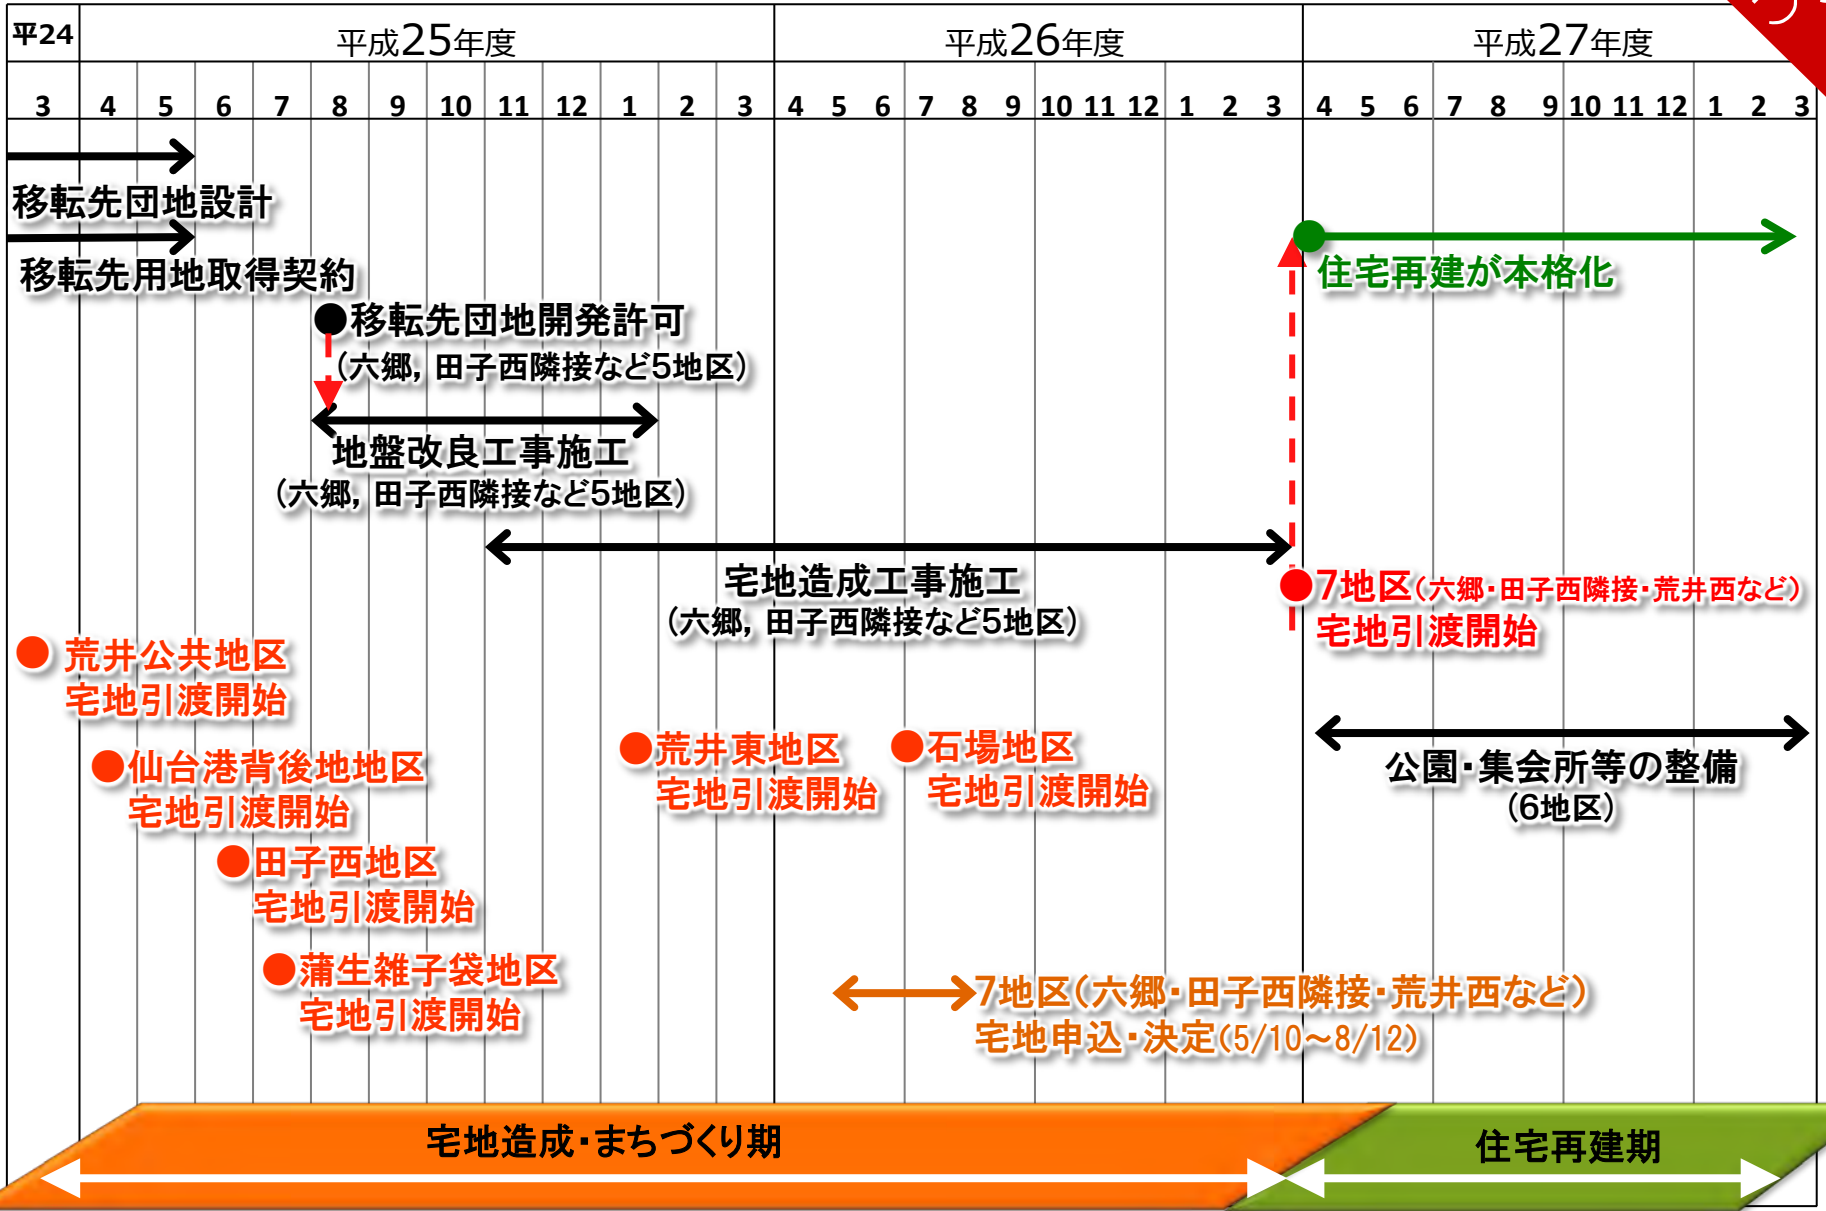 平24 平成25年度 平成26年度 平成27年度
3 4 5 6 7 8 9 10 11 12 1 2 3 4 5 6 7 8 9 10 11 12 1 2 3 4 5 6 7 8 9 10 11 12 1 2 3
移転先団地設計
移転先用地取得契約
住宅再建が本格化
●移転先団地開発許可
(六郷, 田子西隣接など5地区)
地盤改良工事施工
(六郷, 田子西隣接など5地区)
宅地造成工事施工
(六郷, 田子西隣接など5地区)
●7地区(六郷・田子西隣接・荒井西など)
宅地引渡開始
● 荒井公共地区
宅地引渡開始
●仙台港背後地地区
宅地引渡開始
●荒井東地区
宅地引渡開始
●石場地区
宅地引渡開始
公園・集会所等の整備
(6地区)
●田子西地区
宅地引渡開始
●蒲生雑子袋地区
宅地引渡開始
7地区(六郷・田子西隣接・荒井西など)
宅地申込・決定(5/10～8/12)
宅地造成・まちづくり期
住宅再建期